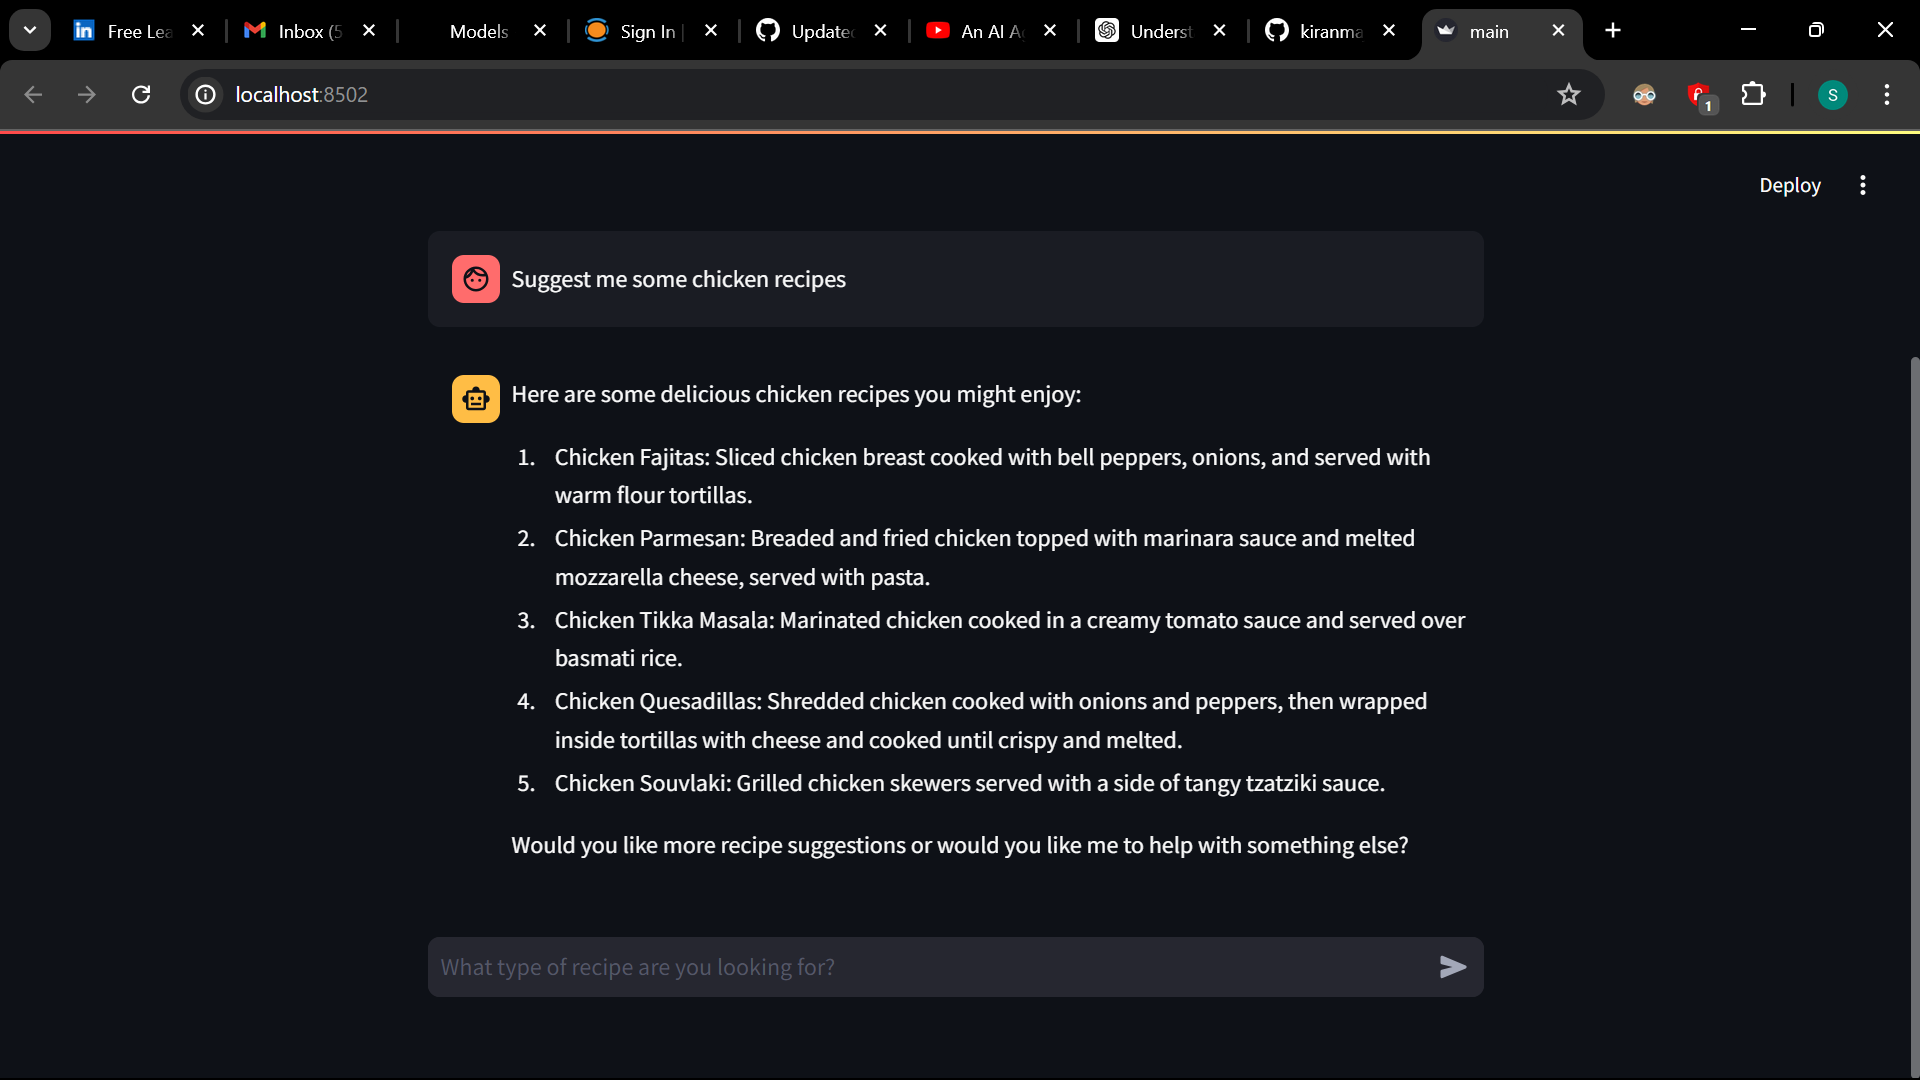 Free Lea
Inbox (5
Models
Sign In
Update
An AI A
Underst
kiranma
main
localhost:8502
1
S
Deploy
Suggest me some chicken recipes
Here are some delicious chicken recipes you might enjoy:
1. Chicken Fajitas: Sliced chicken breast cooked with bell peppers, onions, and served with
warm flour tortillas.
2. Chicken Parmesan: Breaded and fried chicken topped with marinara sauce and melted
mozzarella cheese, served with pasta.
3. Chicken Tikka Masala: Marinated chicken cooked in a creamy tomato sauce and served over
basmati rice.
4. Chicken Quesadillas: Shredded chicken cooked with onions and peppers, then wrapped
inside tortillas with cheese and cooked until crispy and melted.
5. Chicken Souvlaki: Grilled chicken skewers served with a side of tangy tzatziki sauce.
Would you like more recipe suggestions or would you like me to help with something else?
What type of recipe are you looking for?